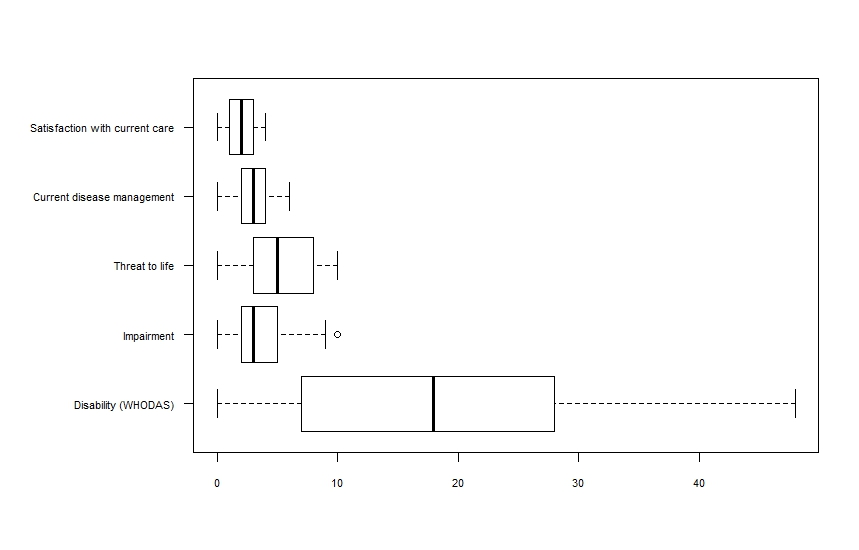 Satisfaction with current care
Current disease management
Threat to life
Impairment
Disability (WHODAS)
0 10 20 30 40